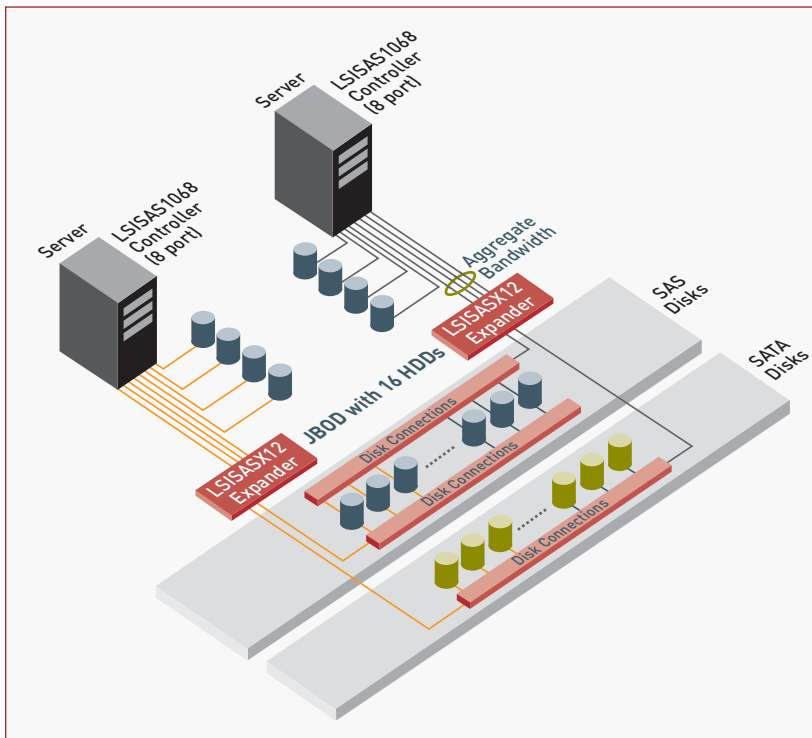 Server
LSISAS1068
Controller
(8 port)
Server
LSISAS1068
Controller
(8 port)
Aggregate
Bandwidth
LSISASX12
Expander
SAS
Disks
SATA
Disks
JBOD with 16 HDDs
LSISASX12
Expander
Disk Connections
Disk Connections
Disk Connections